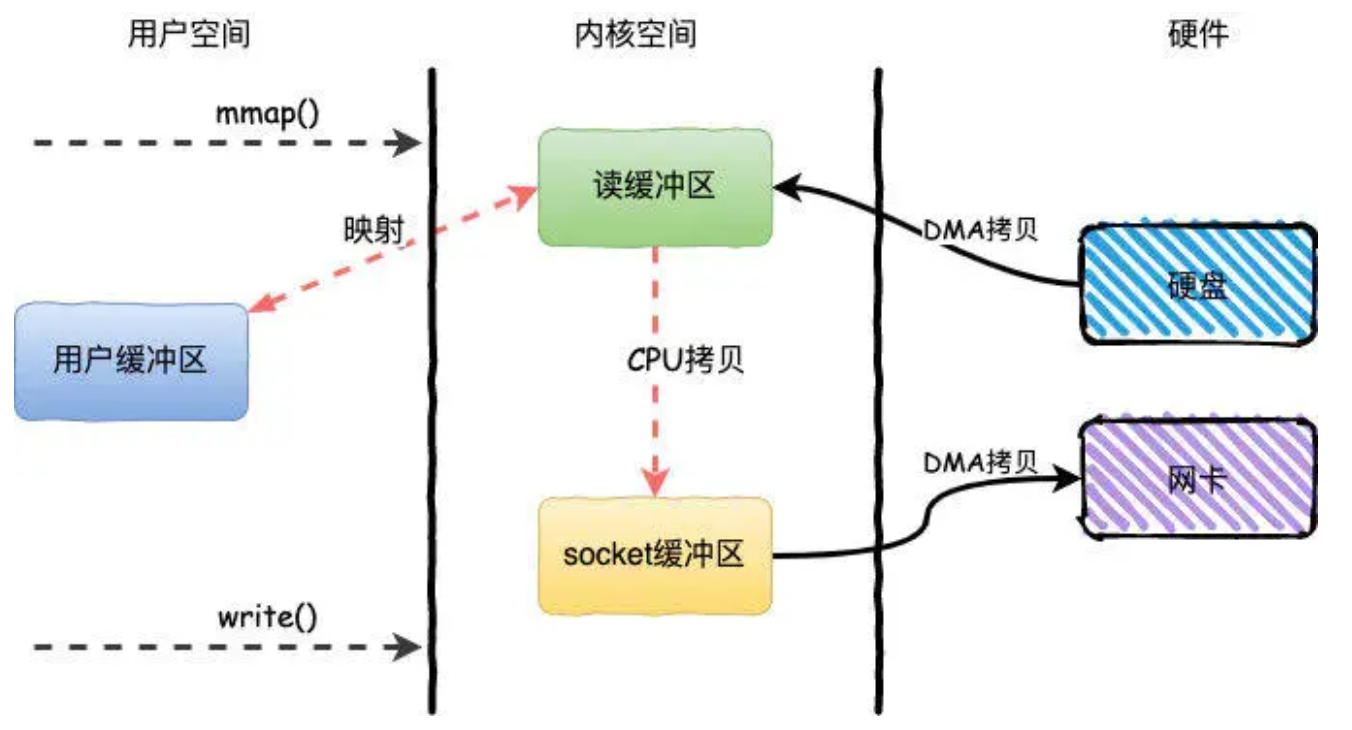 用户空间
内核空间
硬件
mmap()
读缓冲区
映射
DMA拷贝
硬盘
用户缓冲区
CPU拷贝
DMA拷贝
网卡
socket缓冲区
write()